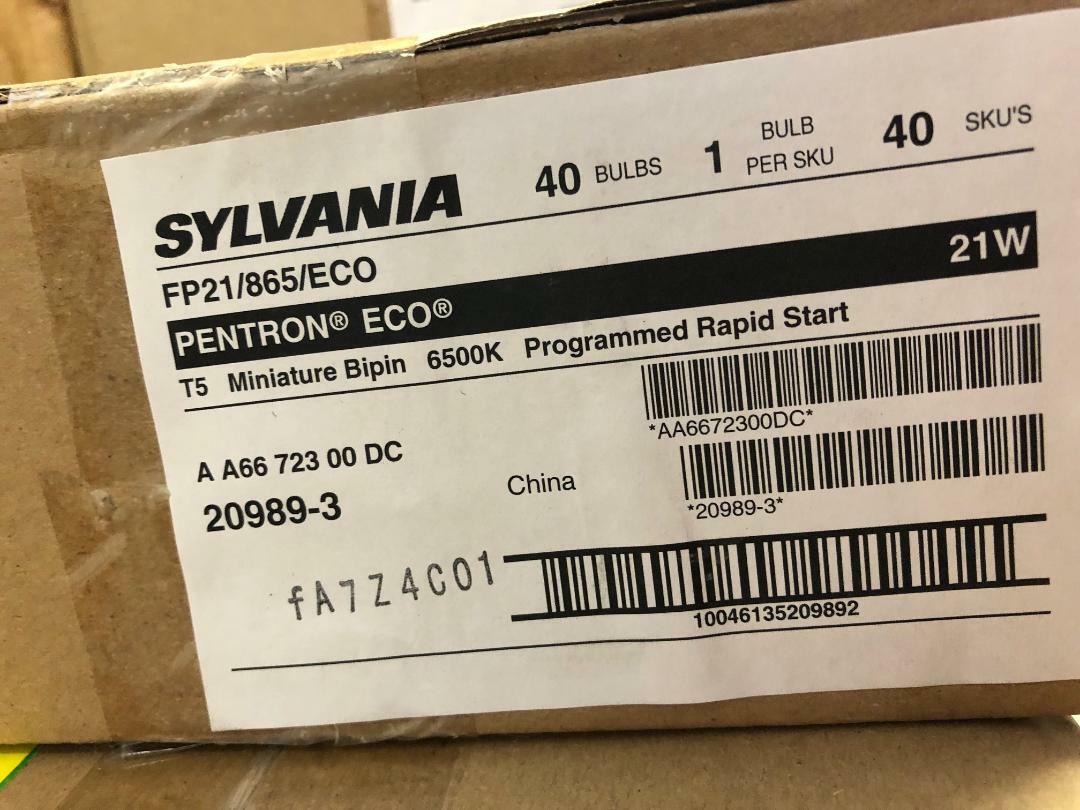 SYLVANIA 40 BULBS 1 BULB PER SKU 40 SKU'S
FP21/865/ECO
PENTRON® ECO® 21W
T5 Miniature Bipin 6500K Programmed Rapid Start
*AA6672300DC*
A A66 723 00 DC
China
*20989-3*
20989-3
fA7Z4C01
10046135209892